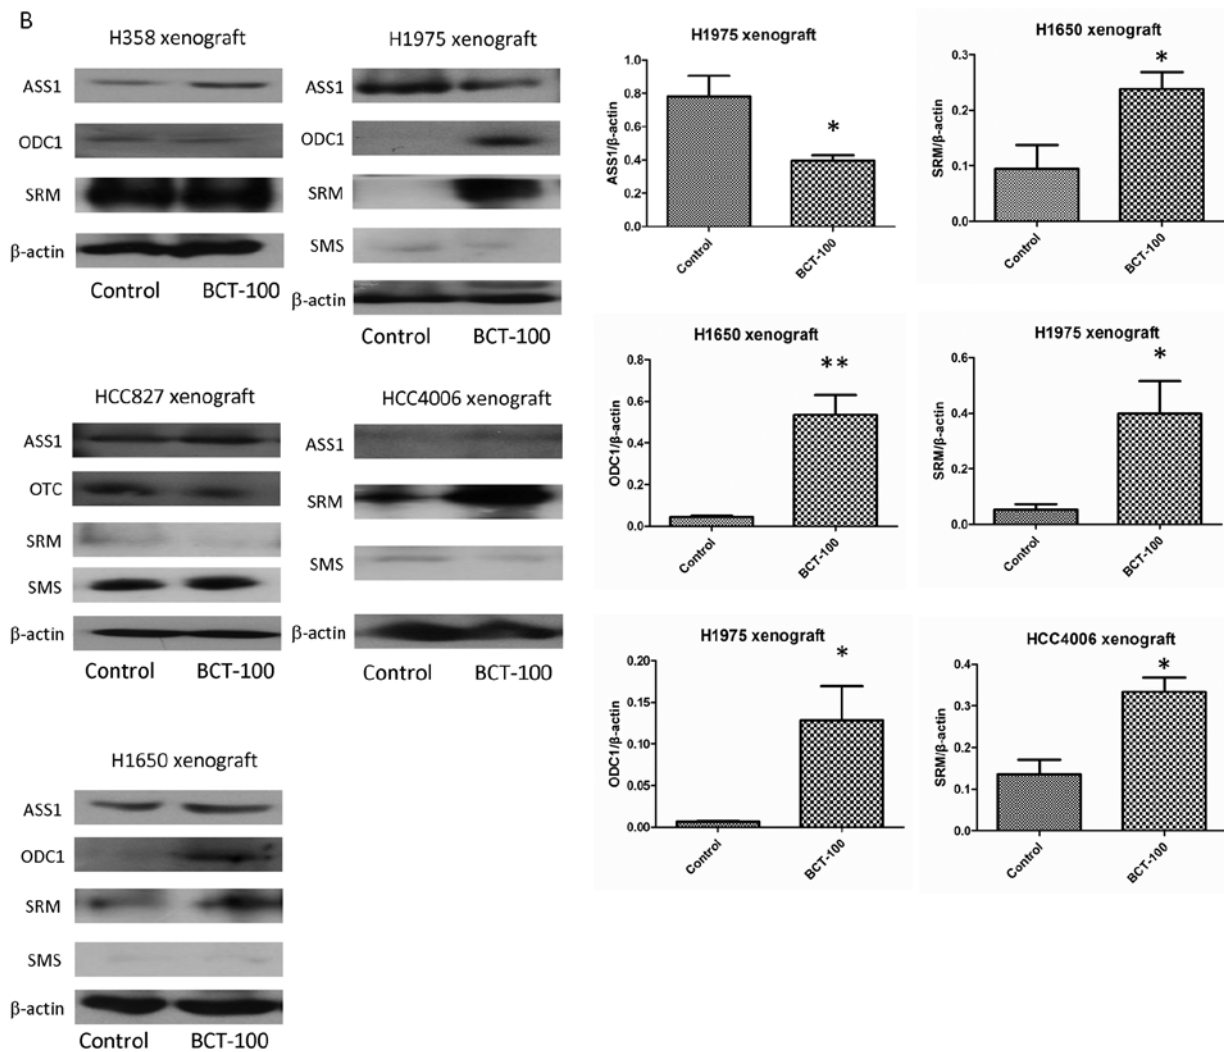 B
H358 xenograft
ASS1
ODC1
SRM
β-actin
Control BCT-100
H1975 xenograft
ASS1
ODC1
SRM
SMS
β-actin
Control BCT-100
HCC827 xenograft
ASS1
OTC
SRM
SMS
β-actin
Control BCT-100
HCC4006 xenograft
ASS1
SRM
SMS
β-actin
Control BCT-100
H1650 xenograft
ASS1
ODC1
SRM
SMS
β-actin
Control BCT-100
H1975 xenograft
ASS1/β-actin
1.0
0.8
0.6
0.4
0.2
0.0
*
Control
BCT-100
H1650 xenograft
SRM/β-actin
0.3
0.2
0.1
0.0
*
Control
BCT-100
H1650 xenograft
ODC1/β-actin
0.8
0.6
0.4
0.2
0.0
**
Control
BCT-100
H1975 xenograft
SRM/β-actin
0.6
0.4
0.2
0.0
*
Control
BCT-100
H1975 xenograft
ODC1/β-actin
0.20
0.15
0.10
0.05
0.00
*
Control
BCT-100
HCC4006 xenograft
SRM/β-actin
0.4
0.3
0.2
0.1
0.0
*
Control
BCT-100